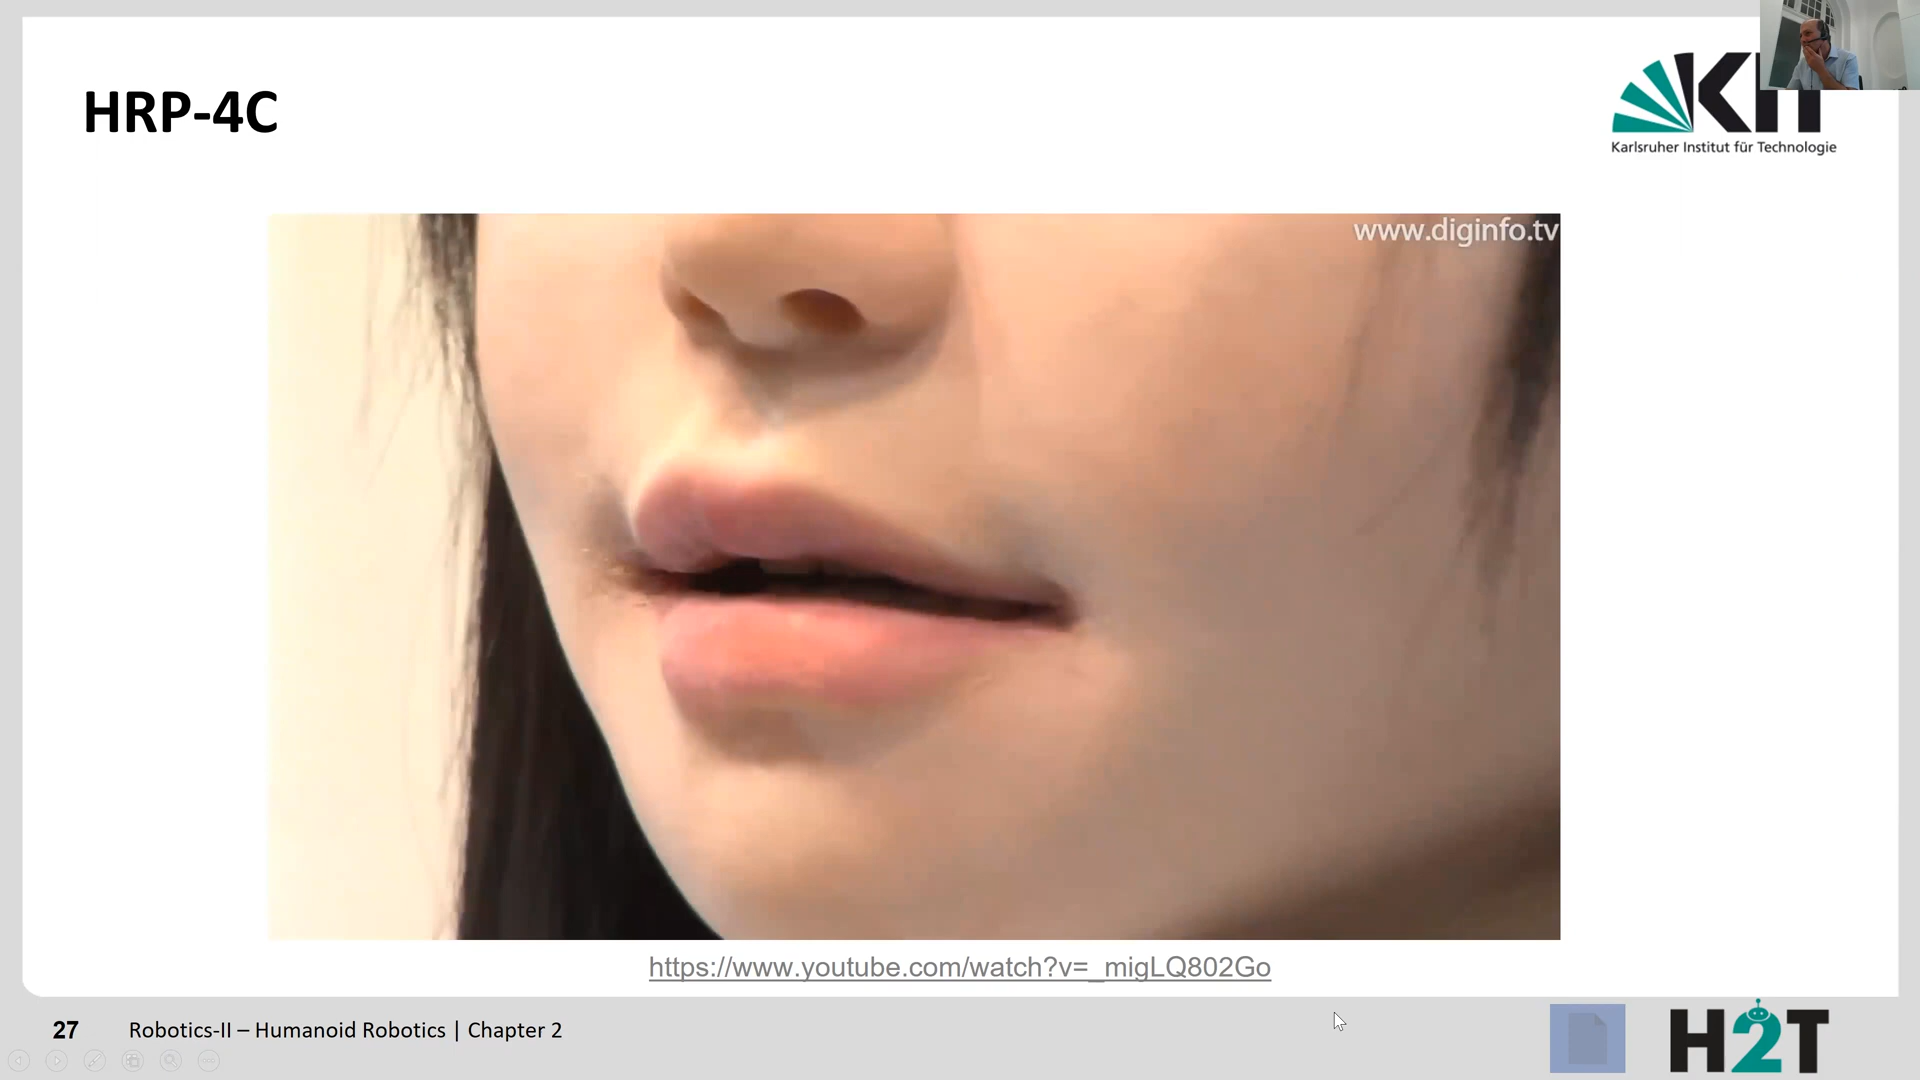 HRP-4C
KIT
Karlsruher Institut für Technologie
www.diginfo.tv
https://www.youtube.com/watch?v=_migLQ802Go
27
Robotics-II – Humanoid Robotics | Chapter 2
H2T